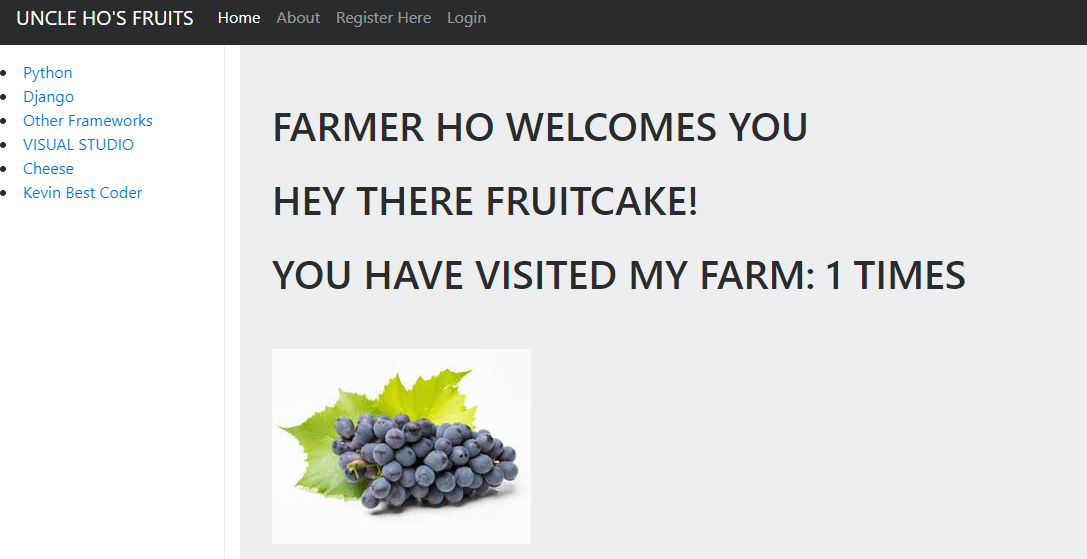 UNCLE HO'S FRUITS Home About Register Here Login
Python
Django
Other Frameworks
VISUAL STUDIO
Cheese
Kevin Best Coder
FARMER HO WELCOMES YOU
HEY THERE FRUITCAKE!
YOU HAVE VISITED MY FARM: 1 TIMES